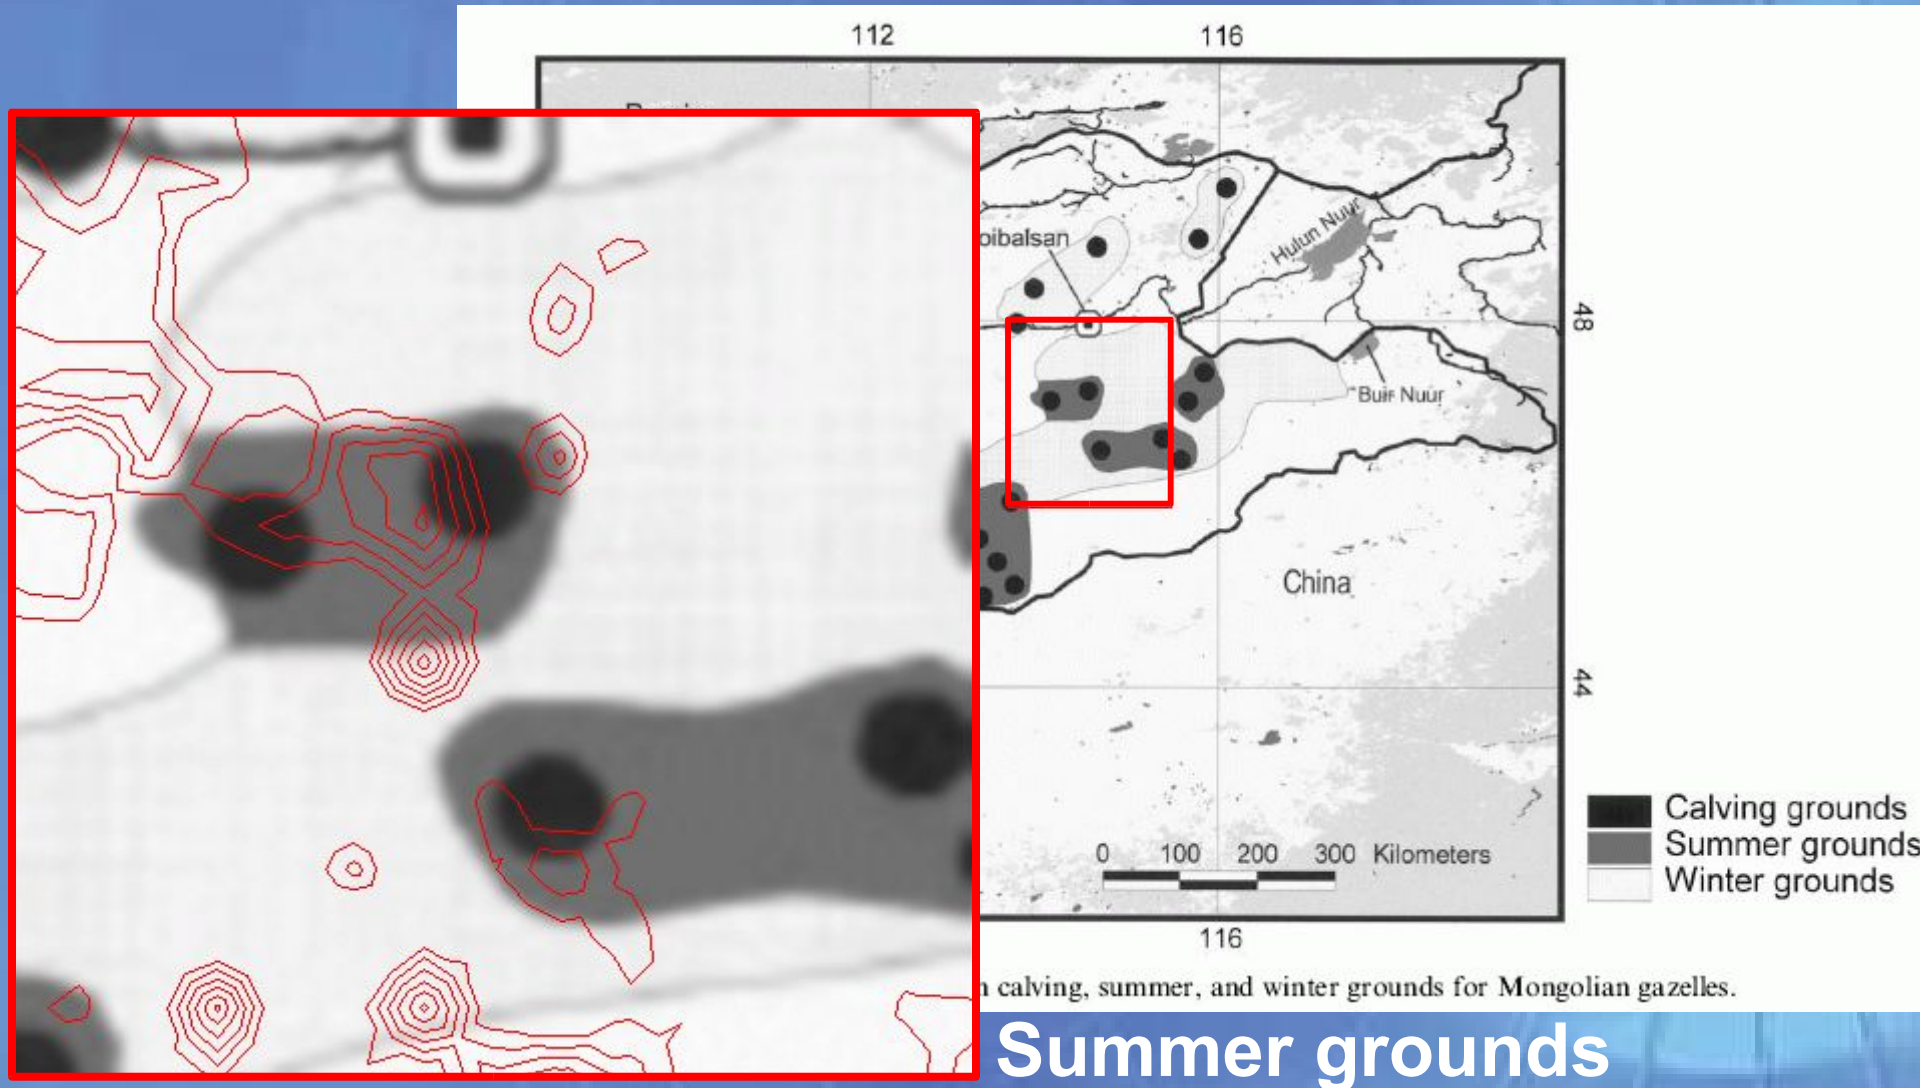 112 116
oibalsan
Hulun Nuur
48
Buir Nuur
China
44
Calving grounds
Summer grounds
Winter grounds
0 100 200 300 Kilometers
116
n calving, summer, and winter grounds for Mongolian gazelles.
Summer grounds